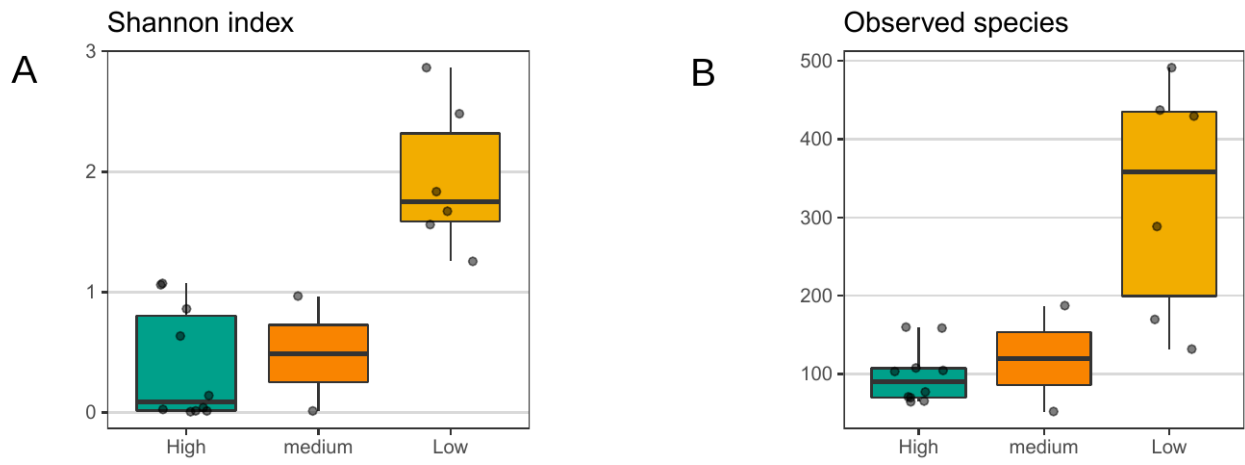 A
Shannon index
3
2
1
0
High medium Low
B
Observed species
500
400
300
200
100
High medium Low